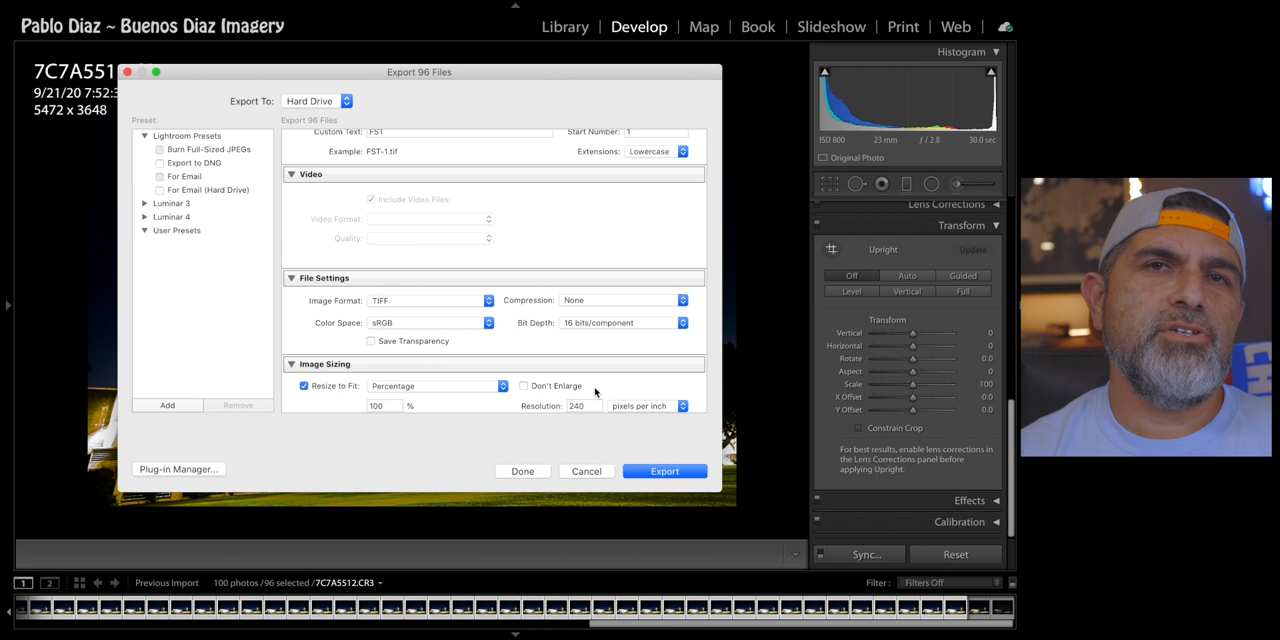 Pablo Diaz ~ Buenos Diaz Imagery
Library | Develop | Map | Book | Slideshow | Print | Web
7C7A551
9/21/20 7:52:3
5472 x 3648
Export 96 Files
Export To: Hard Drive
Preset:
Export 96 Files
Lightroom Presets
Burn Full-Sized JPEGs
Export to DNG
For Email
For Email (Hard Drive)
Luminar 3
Luminar 4
User Presets
Add
Remove
Plug-in Manager...
Custom Text: FST
Start Number: 1
Example: FST-1.tif
Extensions: Lowercase
Video
Include Video Files:
Video Format:
Quality:
File Settings
Image Format: TIFF
Compression: None
Color Space: sRGB
Bit Depth: 16 bits/component
Save Transparency
Image Sizing
Resize to Fit: Percentage
Don't Enlarge
100 %
Resolution: 240 pixels per inch
Done
Cancel
Export
Histogram
ISO 800 23 mm ƒ / 2.8 30.0 sec
Original Photo
Lens Corrections
Transform
Upright
Update
Off Auto Guided
Level Vertical Full
Transform
Vertical 0
Horizontal 0
Rotate 0.0
Aspect 0
Scale 100
X Offset 0.0
Y Offset 0.0
Constrain Crop
For best results, enable lens corrections in
the Lens Corrections panel before
applying Upright.
Effects
Calibration
Sync...
Reset
1 2 Previous Import 100 photos /96 selected /7C7A5512.CR3
Filter: Filters Off